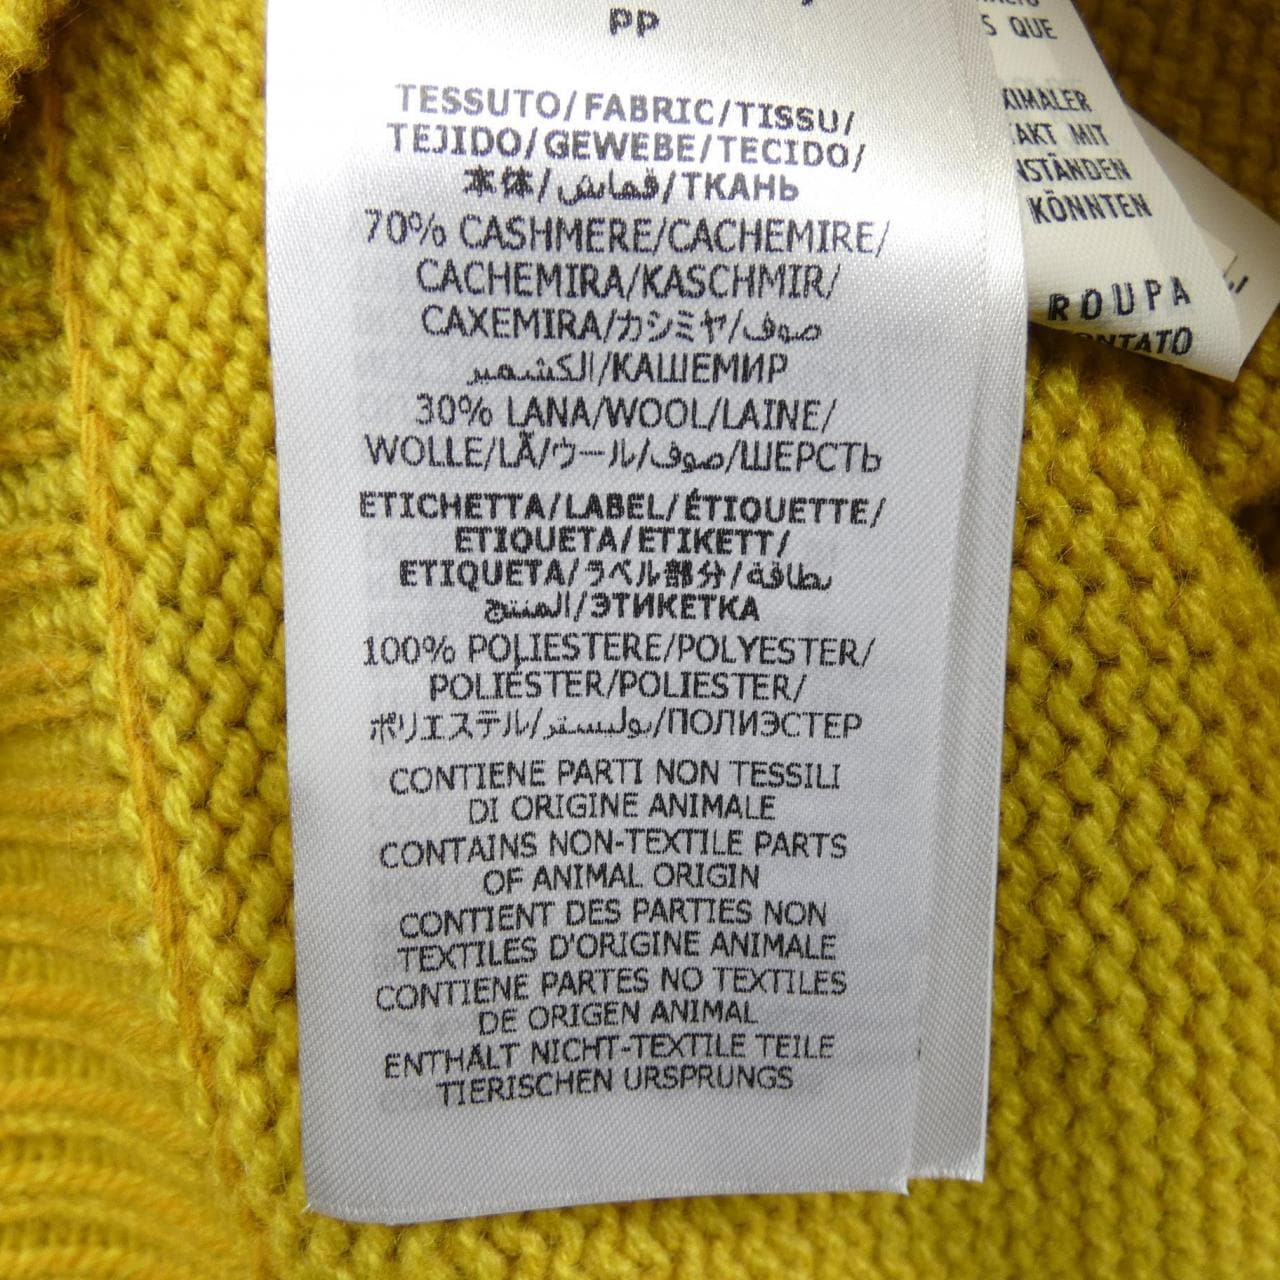 PP
TESSUTO/FABRIC/TISSU/
TEJIDO/GEWEBE/TECIDO/
本体/قماش/ТКАНЬ
70% CASHMERE/CACHEMIRE/
CACHEMIRA/KASCHMIR/
CAXEMIRA/カシミヤ/صوف
الكشمير/КАШЕМИР
30% LANA/WOOL/LAINE/
WOLLE/LÃ/ウール/صوف/ШЕРСТЬ
ETICHETTA/LABEL/ÉTIQUETTE/
ETIQUETA/ETIKETT/
ETIQUETA/ラベル部分/بطاقة
المنتج/ЭТИКЕТКА
100% POLIESTERE/POLYESTER/
POLIÉSTER/POLIESTER/
ポリエステル/بوليستر/ПОЛИЭСТЕР
CONTIENE PARTI NON TESSILI
DI ORIGINE ANIMALE
CONTAINS NON-TEXTILE PARTS
OF ANIMAL ORIGIN
CONTIENT DES PARTIES NON
TEXTILES D'ORIGINE ANIMALE
CONTIENE PARTES NO TEXTILES
DE ORIGEN ANIMAL
ENTHÄLT NICHT-TEXTILE TEILE
TIERISCHEN URSPRUNGS
QUE
MIT
KÖNNTEN
ROUPA